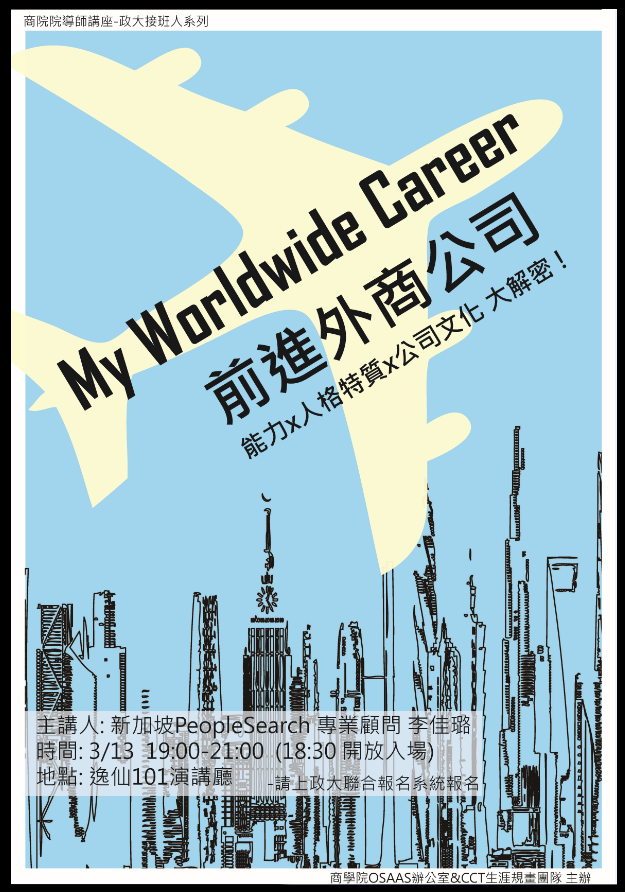 商院院導師講座-政大接班人系列
My Worldwide Career
前進外商公司
能力x人格特質x公司文化 大解密!
主講人: 新加坡PeopleSearch 專業顧問 李佳璐
時間: 3/13 19:00-21:00 (18:30 開放入場)
地點: 逸仙101演講廳
-請上政大聯合報名系統報名
商學院OSAAS辦公室&CCT生涯規畫團隊 主辦